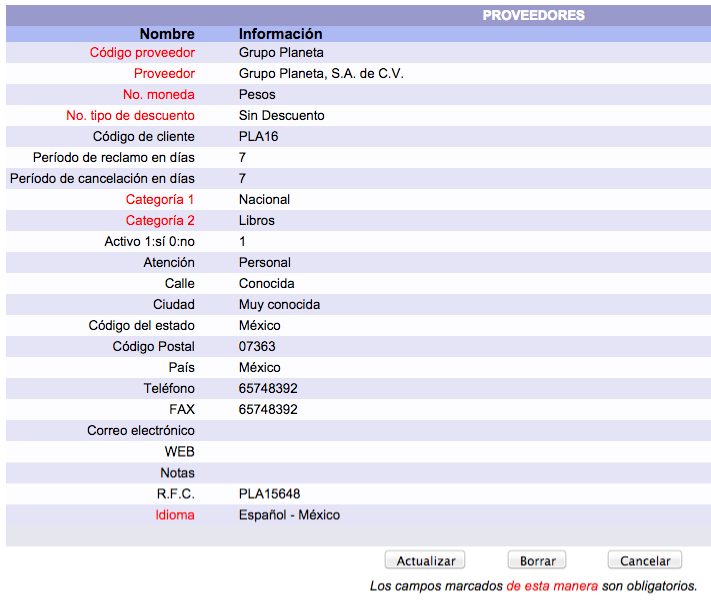 PROVEEDORES
Nombre Información
Código proveedor Grupo Planeta
Proveedor Grupo Planeta, S.A. de C.V.
No. moneda Pesos
No. tipo de descuento Sin Descuento
Código de cliente PLA16
Período de reclamo en días 7
Período de cancelación en días 7
Categoría 1 Nacional
Categoría 2 Libros
Activo 1:sí 0:no 1
Atención Personal
Calle Conocida
Ciudad Muy conocida
Código del estado México
Código Postal 07363
País México
Teléfono 65748392
FAX 65748392
Correo electrónico
WEB
Notas
R.F.C. PLA15648
Idioma Español - México
Actualizar Borrar Cancelar
Los campos marcados de esta manera son obligatorios.